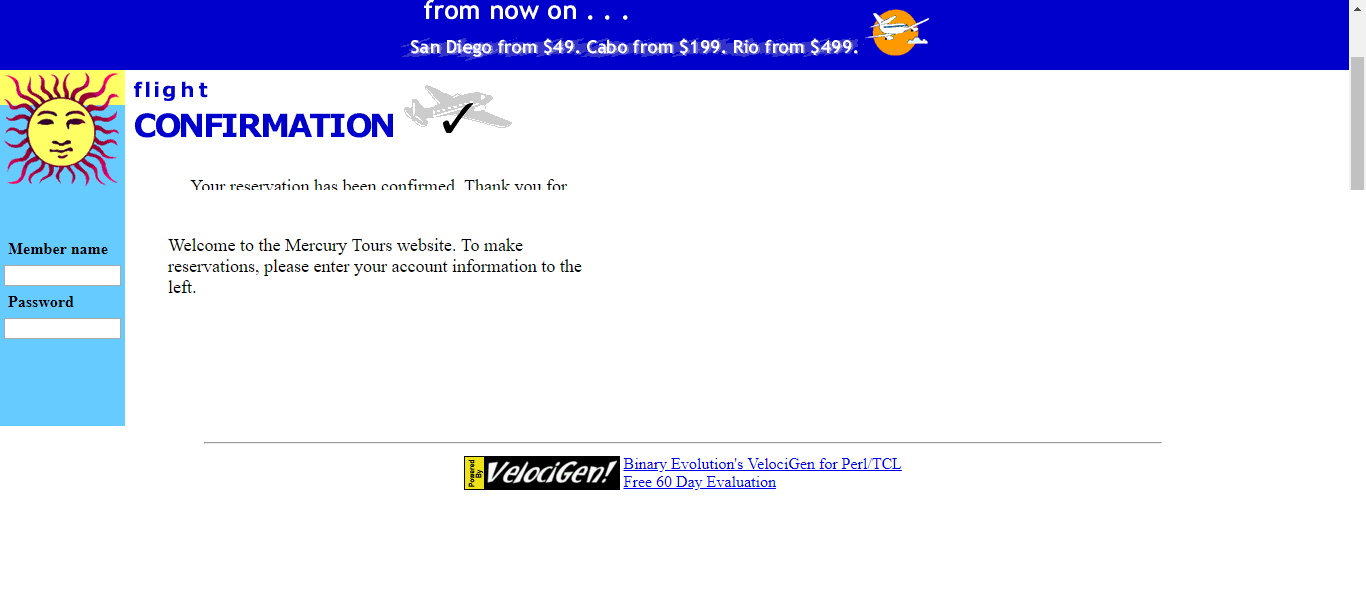 from now on . . .
San Diego from $49. Cabo from $199. Rio from $499.
flight
CONFIRMATION
Your reservation has been confirmed. Thank you for
Member name
Password
Welcome to the Mercury Tours website. To make
reservations, please enter your account information to the
left.
Powered
By
VelociGen!
Binary Evolution's VelociGen for Perl/TCL
Free 60 Day Evaluation